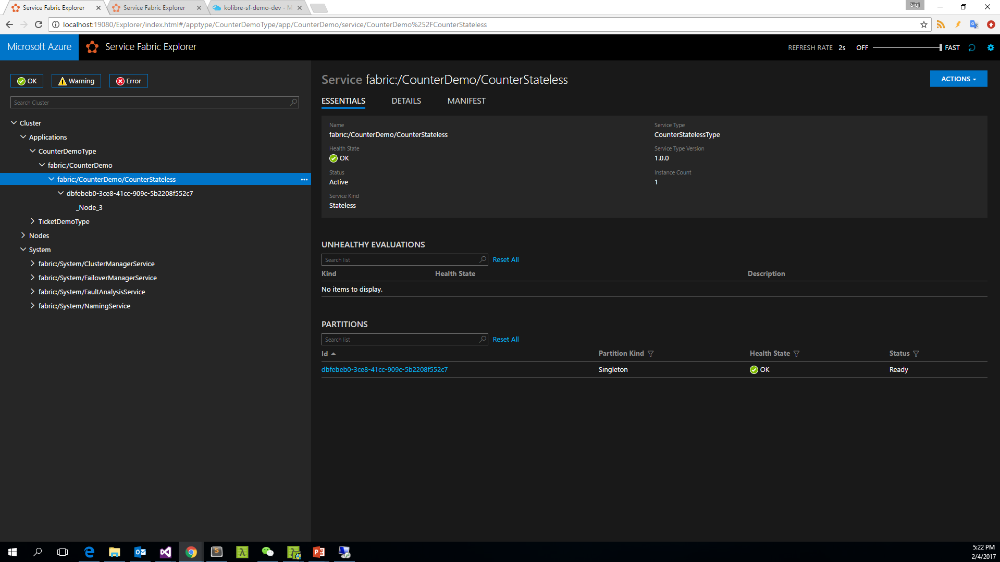 Service Fabric Explorer
Service Fabric Explorer
kolibre-sf-demo-dev - M
Siqi
localhost:19080/Explorer/index.html#/apptype/CounterDemoType/app/CounterDemo/service/CounterDemo%252FCounterStateless
Microsoft Azure
Service Fabric Explorer
REFRESH RATE 2s OFF FAST
OK
Warning
Error
Search Cluster
Cluster
Applications
CounterDemoType
fabric:/CounterDemo
fabric:/CounterDemo/CounterStateless
dbfebeb0-3ce8-41cc-909c-5b2208f552c7
_Node_3
TicketDemoType
Nodes
System
fabric:/System/ClusterManagerService
fabric:/System/FailoverManagerService
fabric:/System/FaultAnalysisService
fabric:/System/NamingService
Service fabric:/CounterDemo/CounterStateless
ACTIONS
ESSENTIALS DETAILS MANIFEST
Name
fabric:/CounterDemo/CounterStateless
Health State
OK
Status
Active
Service Kind
Stateless
Service Type
CounterStatelessType
Service Type Version
1.0.0
Instance Count
1
UNHEALTHY EVALUATIONS
Search list Reset All
Kind Health State Description
No items to display.
PARTITIONS
Search list Reset All
Id Partition Kind Health State Status
dbfebeb0-3ce8-41cc-909c-5b2208f552c7 Singleton OK Ready
5:22 PM
2/4/2017